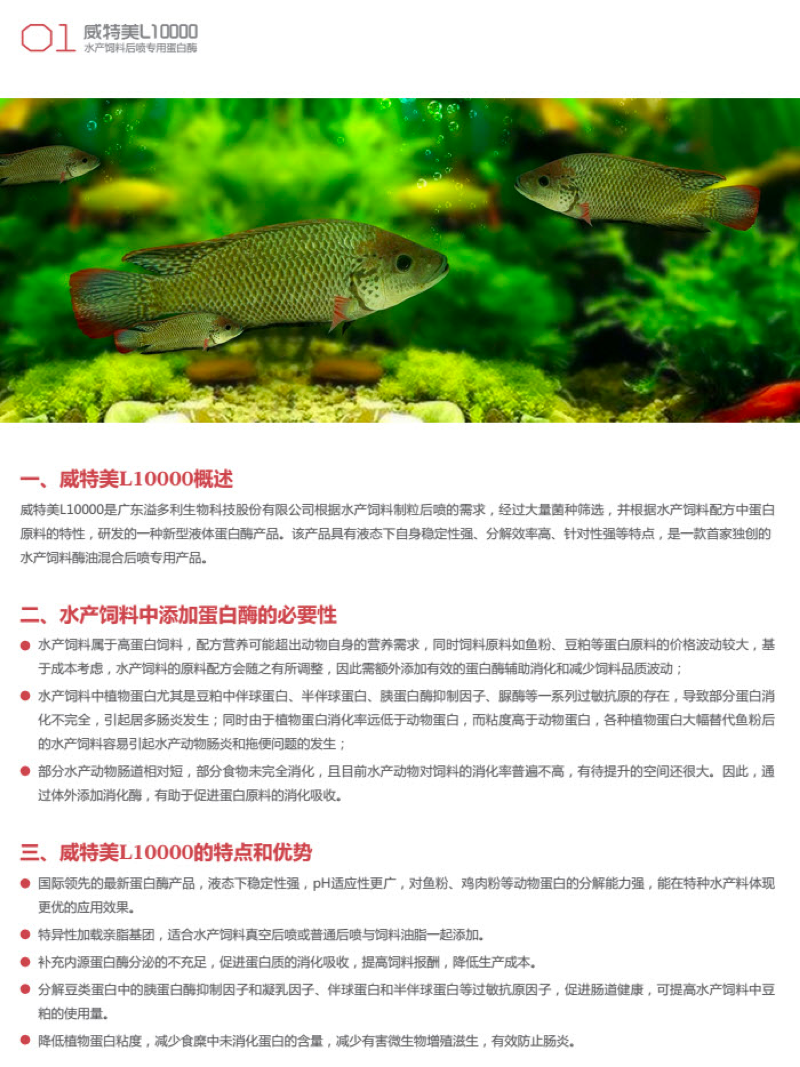 01 威特美L10000
水产饲料后喷专用蛋白酶
一、威特美L10000概述
威特美L10000是广东溢多利生物科技股份有限公司根据水产饲料制粒后喷的需求，经过大量菌种筛选，并根据水产饲料配方中蛋白
原料的特性，研发的一种新型液体蛋白酶产品。该产品具有液态下自身稳定性强、分解效率高、针对性强等特点，是一款首家独创的
水产饲料酶油混合后喷专用产品。
二、水产饲料中添加蛋白酶的必要性
● 水产饲料属于高蛋白饲料，配方营养可能超出动物自身的营养需求，同时饲料原料如鱼粉、豆粕等蛋白原料的价格波动较大，基
于成本考虑，水产饲料的原料配方会随之有所调整，因此需额外添加有效的蛋白酶辅助消化和减少饲料品质波动；
● 水产饲料中植物蛋白尤其是豆粕中伴球蛋白、半伴球蛋白、胰蛋白酶抑制因子、脲酶等一系列过敏抗原的存在，导致部分蛋白消
化不完全，引起居多肠炎发生；同时由于植物蛋白消化率远低于动物蛋白，而粘度高于动物蛋白，各种植物蛋白大幅替代鱼粉后
的水产饲料容易引起水产动物肠炎和拖便问题的发生；
● 部分水产动物肠道相对短，部分食物未完全消化，且目前水产动物对饲料的消化率普遍不高，有待提升的空间还很大。因此，通
过体外添加消化酶，有助于促进蛋白原料的消化吸收。
三、威特美L10000的特点和优势
● 国际领先的最新蛋白酶产品，液态下稳定性强，pH适应性更广，对鱼粉、鸡肉粉等动物蛋白的分解能力强，能在特种水产料体现
更优的应用效果。
● 特异性加载亲脂基团，适合水产饲料真空后喷或普通后喷与饲料油脂一起添加。
● 补充内源蛋白酶分泌的不充足，促进蛋白质的消化吸收，提高饲料报酬，降低生产成本。
● 分解豆类蛋白中的胰蛋白酶抑制因子和凝乳因子、伴球蛋白和半伴球蛋白等过敏抗原因子，促进肠道健康，可提高水产饲料中豆
粕的使用量。
● 降低植物蛋白粘度，减少食糜中未消化蛋白的含量，减少有害微生物增殖滋生，有效防止肠炎。